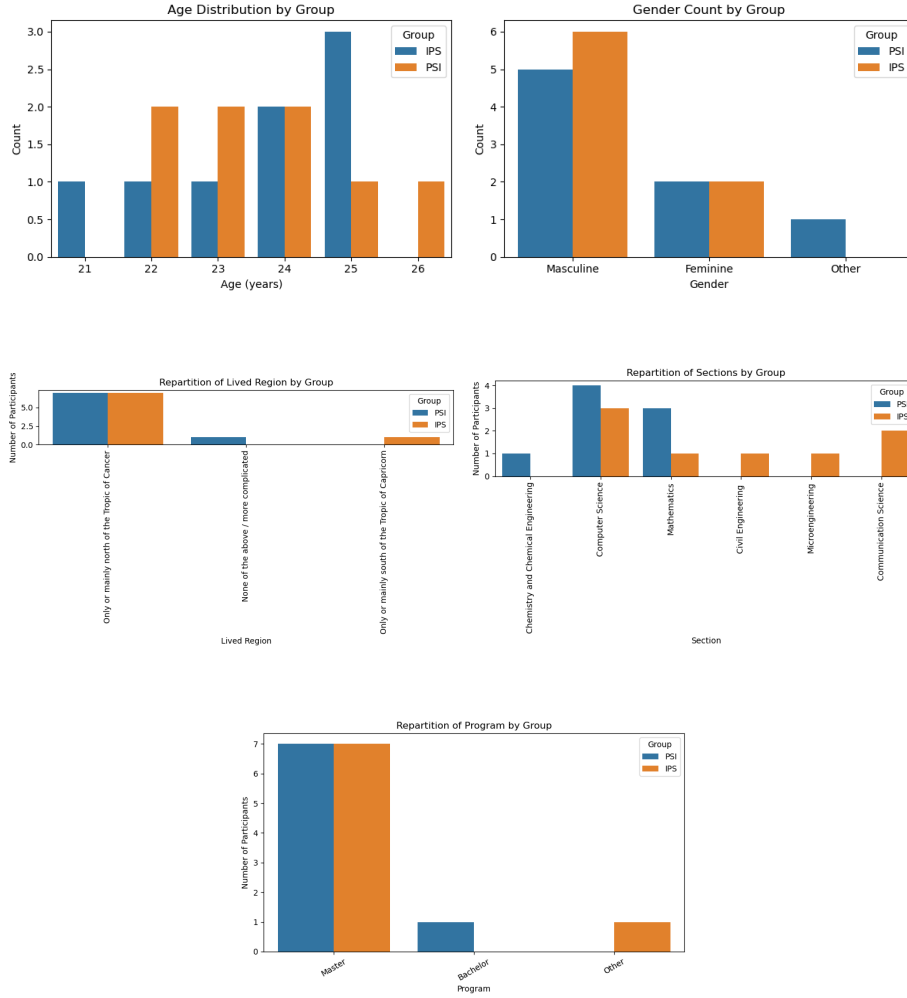 Age Distribution by Group
3.0
2.5
2.0
1.5
1.0
0.5
0.0
Count
Group
IPS
PSI
21 22 23 24 25 26
Age (years)
Gender Count by Group
6
5
4
3
2
1
0
Count
Group
PSI
IPS
Masculine Feminine Other
Gender
Repartition of Lived Region by Group
5.0
2.5
0.0
Number of Participants
Group
PSI
IPS
Only or mainly north of the Tropic of Cancer
None of the above / more complicated
Only or mainly south of the Tropic of Capricorn
Lived Region
Repartition of Sections by Group
4
3
2
1
0
Number of Participants
Group
PSI
IPS
Chemistry and Chemical Engineering
Computer Science
Mathematics
Civil Engineering
Microengineering
Communication Science
Section
Repartition of Program by Group
7
6
5
4
3
2
1
0
Number of Participants
Group
PSI
IPS
Master
Bachelor
Other
Program